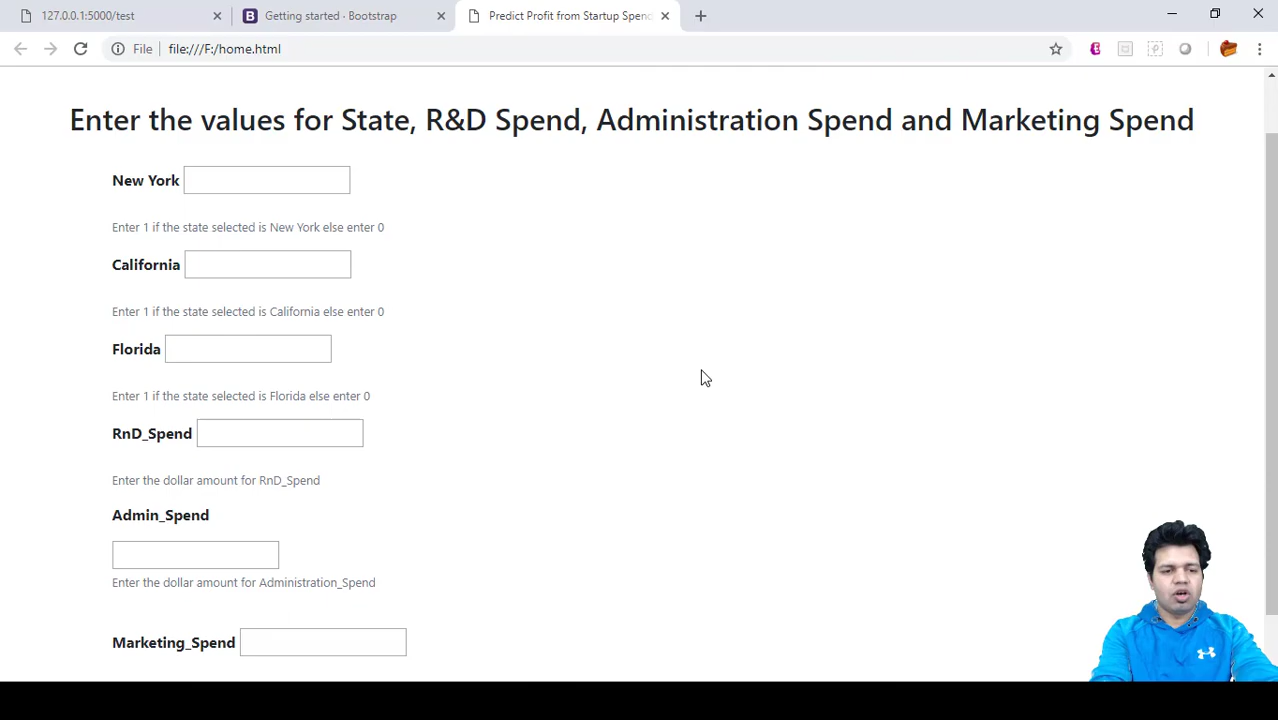 127.0.0.1:5000/test
Getting started · Bootstrap
Predict Profit from Startup Spend
File
file:///F:/home.html
Enter the values for State, R&D Spend, Administration Spend and Marketing Spend
New York
Enter 1 if the state selected is New York else enter 0
California
Enter 1 if the state selected is California else enter 0
Florida
Enter 1 if the state selected is Florida else enter 0
RnD_Spend
Enter the dollar amount for RnD_Spend
Admin_Spend
Enter the dollar amount for Administration_Spend
Marketing_Spend